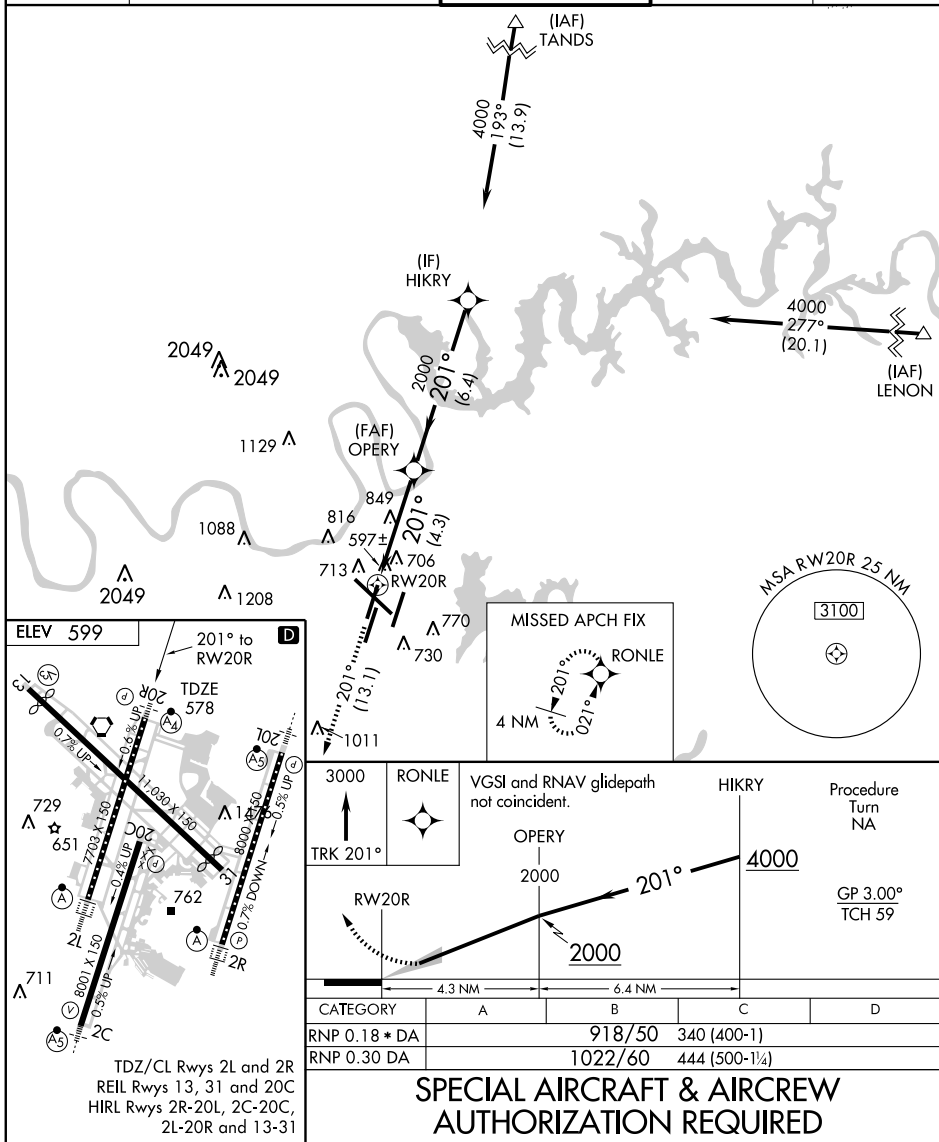 (IAF)
TANDS
4000
193°
(13.9)
(IF)
HIKRY
4000
277°
(20.1)
(IAF)
LENON
2049
2049
2000
201°
(6.4)
1129
(FAF)
OPERY
849
816
201°
(4.3)
1088
597±
706
713
RW20R
2049
1208
770
730
201°
(13.1)
1011
MISSED APCH FIX
RONLE
201°
021°
4 NM
MSA RW20R 25 NM
3100
ELEV 599
D
201° to
RW20R
TDZE
578
13
V3
P
20R
A4
0.7% UP
0.6% UP
11,030 X 150
20L
A5
P
0.5% UP
729
651
7703 X 150
20C
0.4% UP
P
8000 X 150
31
762
0.7% DOWN
A
2L
A
P
2R
711
8001 X 150
0.5% UP
V
2C
A5
TDZ/CL Rwys 2L and 2R
REIL Rwys 13, 31 and 20C
HIRL Rwys 2R-20L, 2C-20C,
2L-20R and 13-31
3000
TRK 201°
RONLE
VGSI and RNAV glidepath
not coincident.
HIKRY
Procedure
Turn
NA
OPERY
2000
201°
4000
RW20R
2000
GP 3.00°
TCH 59
4.3 NM
6.4 NM
CATEGORY A B C D
RNP 0.18 * DA 918/50 340 (400-1)
RNP 0.30 DA 1022/60 444 (500-1¼)
SPECIAL AIRCRAFT & AIRCREW
AUTHORIZATION REQUIRED